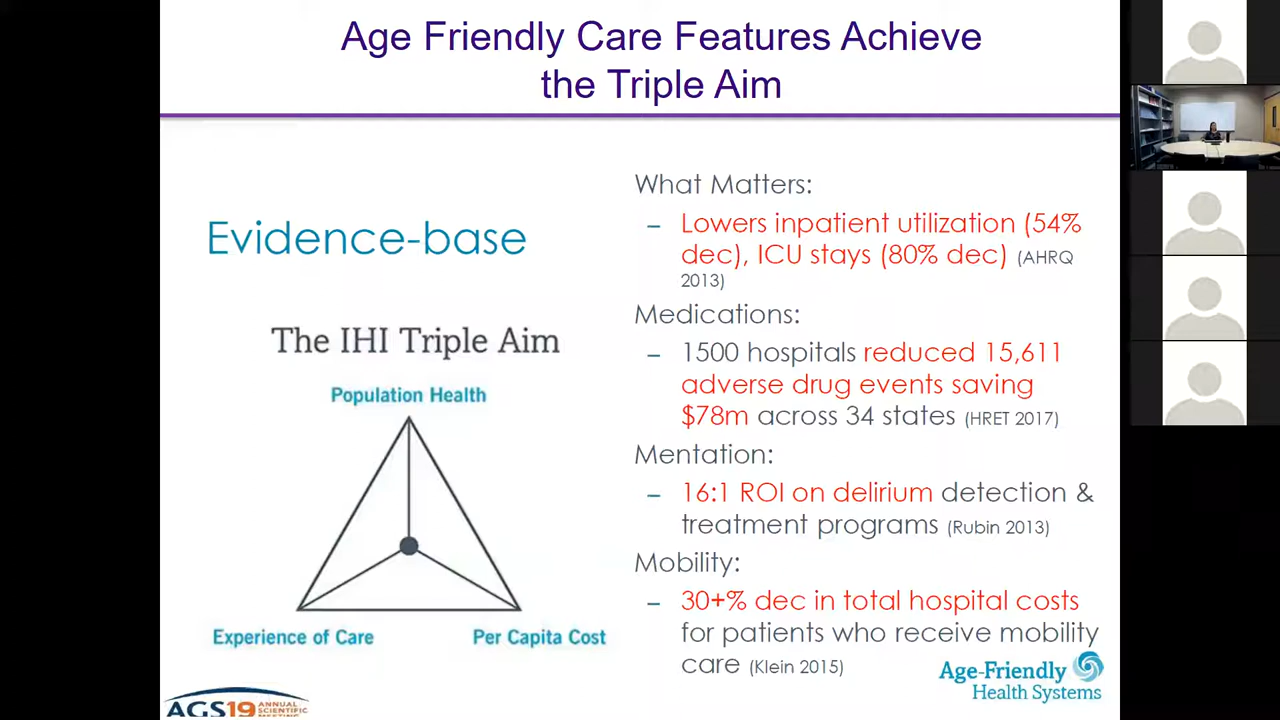 Age Friendly Care Features Achieve
the Triple Aim
Evidence-base
The IHI Triple Aim
Population Health
Experience of Care
Per Capita Cost
What Matters:
– Lowers inpatient utilization (54%
dec), ICU stays (80% dec) (AHRQ
2013)
Medications:
– 1500 hospitals reduced 15,611
adverse drug events saving
$78m across 34 states (HRET 2017)
Mentation:
– 16:1 ROI on delirium detection &
treatment programs (Rubin 2013)
Mobility:
– 30+% dec in total hospital costs
for patients who receive mobility
care (Klein 2015)
Age-Friendly
Health Systems
AGS19 ANNUAL
SCIENTIFIC
MEETING